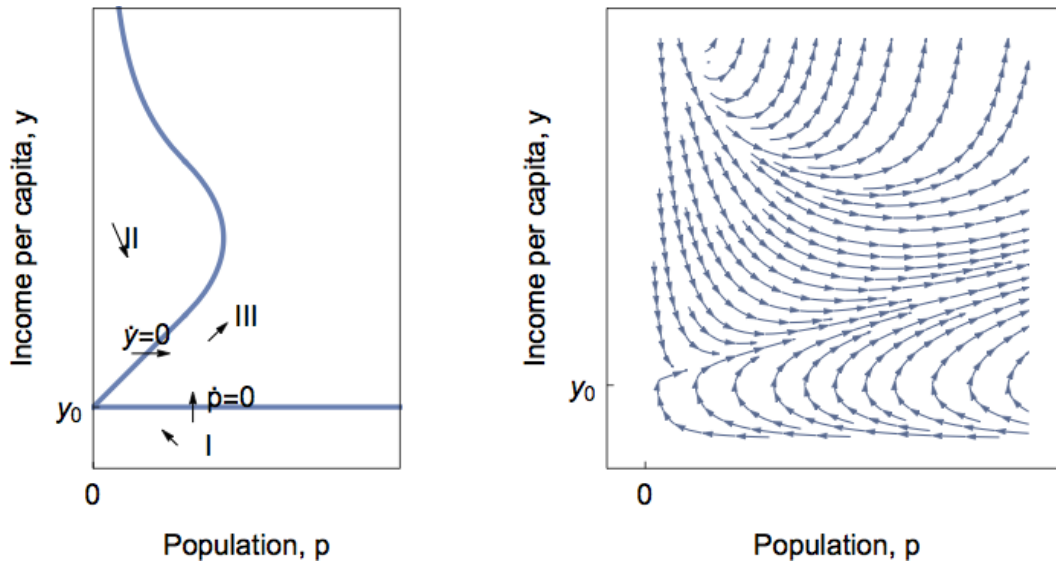 Income per capita, y
II
III
ẏ=0
y₀
ṗ=0
I
0
Population, p
Income per capita, y
y₀
0
Population, p